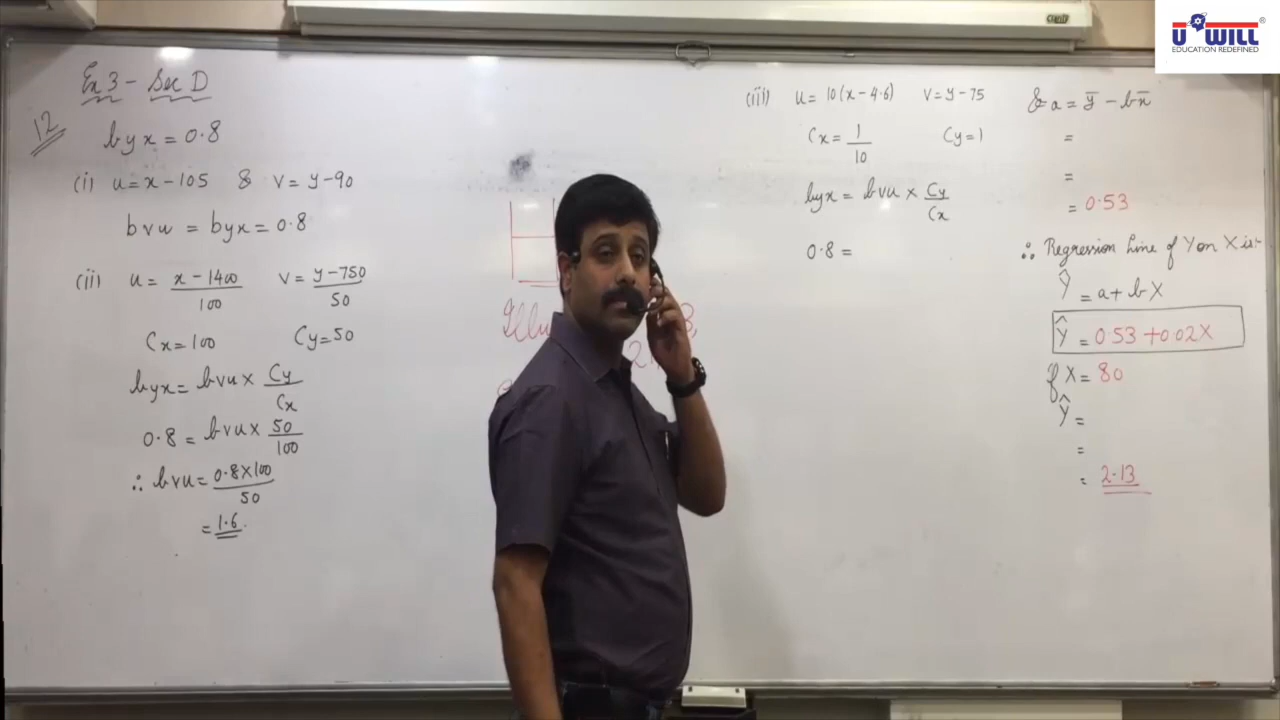 U WILL
EDUCATION REDEFINED
Ex 3 - Sec D
12
byx = 0.8
(i) u = x - 105 & v = y - 90
bvu = byx = 0.8
(ii) u = x - 1400 / 100 v = y - 750 / 50
Cx = 100 Cy = 50
byx = bvu × Cy / Cx
0.8 = bvu × 50 / 100
∴ bvu = 0.8 × 100 / 50
= 1.6
(iii) u = 10(x - 4.6) v = y - 75
Cx = 1 / 10 Cy = 1
byx = bvu × Cy / Cx
0.8 =
& a = ȳ - bx̄
=
=
= 0.53
∴ Regression Line of Y on X is:-
Ŷ = a + bX
Ŷ = 0.53 + 0.02X
If X = 80
Ŷ =
=
= 2.13